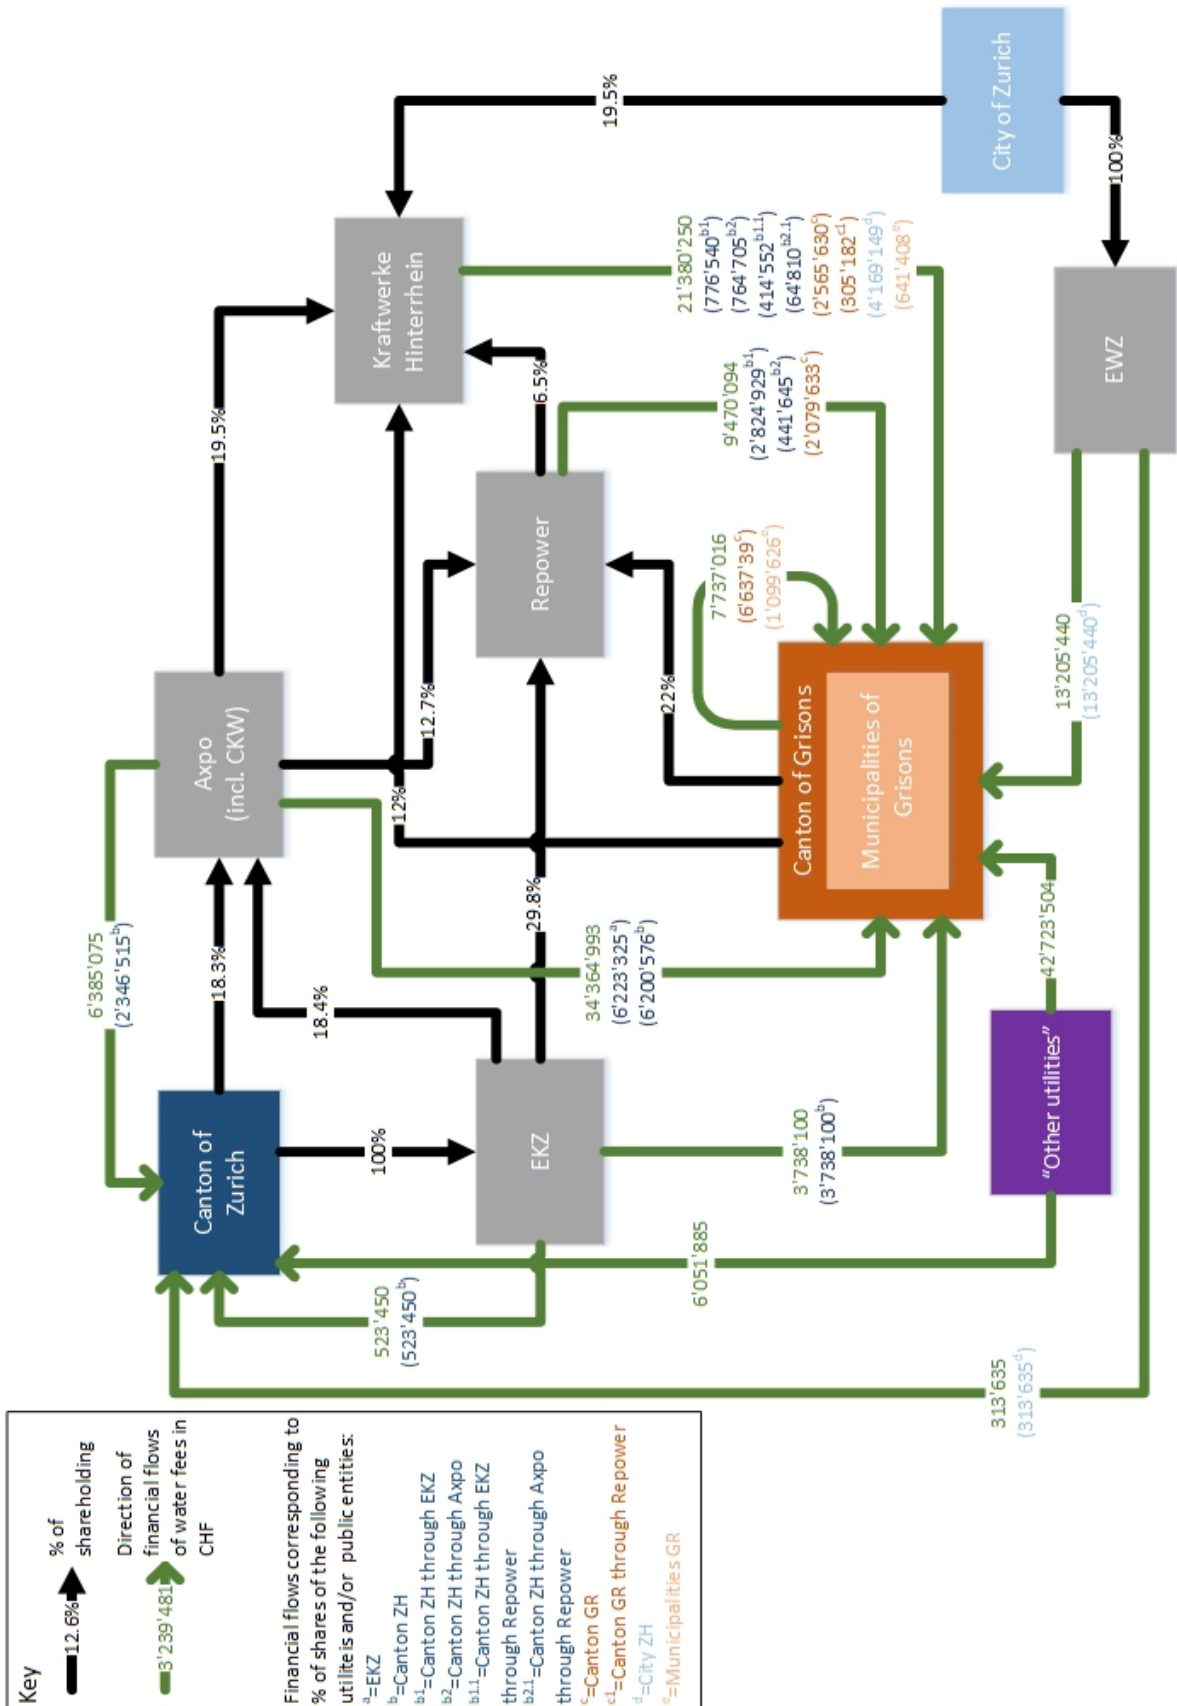 Key
12.6%
% of
shareholding
3'239'481
Direction of
financial flows
of water fees in
CHF
Financial flows corresponding to
% of shares of the following
utilite is and/or public entities:
a=EKZ
b=Canton ZH
b1=Canton ZH through EKZ
b2=Canton ZH through Axpo
b1.1=Canton ZH through EKZ
through Repower
b2.1=Canton ZH through Axpo
through Repower
c=Canton GR
c1=Canton GR through Repower
d=City ZH
e=Municipalities GR
6'385'075
(2'346'515b)
Canton of
Zurich
18.3%
Axpo
(incl. CKW)
19.5%
18.4%
100%
523'450
(523'450b)
12.7%
12%
Kraftwerke
Hinterrhein
19.5%
EKZ
29.8%
Repower
6.5%
34'364'993
(6'223'325a)
(6'200'576b)
22%
7'737'016
(6'637'39c)
(1'099'626e)
9'470'094
(2'824'929b1)
(441'645b2)
(2'079'633c)
21'380'250
(776'540b1)
(764'705b2)
(414'552b1.1)
(64'810b2.1)
(2'565'630c)
(305'182c1)
(4'169'149d)
(641'408e)
6'051'885
3'738'100
(3'738'100b)
Canton of Grisons
Municipalities of
Grisons
City of Zurich
100%
313'635
(313'635d)
"Other utilities"
42'723'504
13'205'440
(13'205'440d)
EWZ